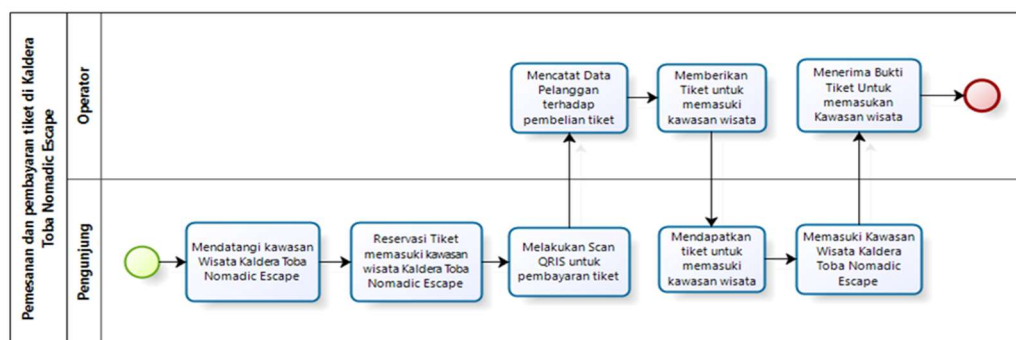 Pemesanan dan pembayaran tiket di Kaldera
Toba Nomadic Escape
Operator
Mencatat Data
Pelanggan
terhadap
pembelian tiket
Memberikan
Tiket untuk
memasuki
kawasan wisata
Menerima Bukti
Tiket Untuk
memasukan
Kawasan wisata
Pengunjung
Mendatangi kawasan
Wisata Kaldera Toba
Nomadic Escape
Reservasi Tiket
memasuki kawasan
wisata Kaldera Toba
Nomadic Escape
Melakukan Scan
QRIS untuk
pembayaran tiket
Mendapatkan
tiket untuk
memasuki
kawasan wisata
Memasuki Kawasan
Wisata Kaldera
Toba Nomadic
Escape